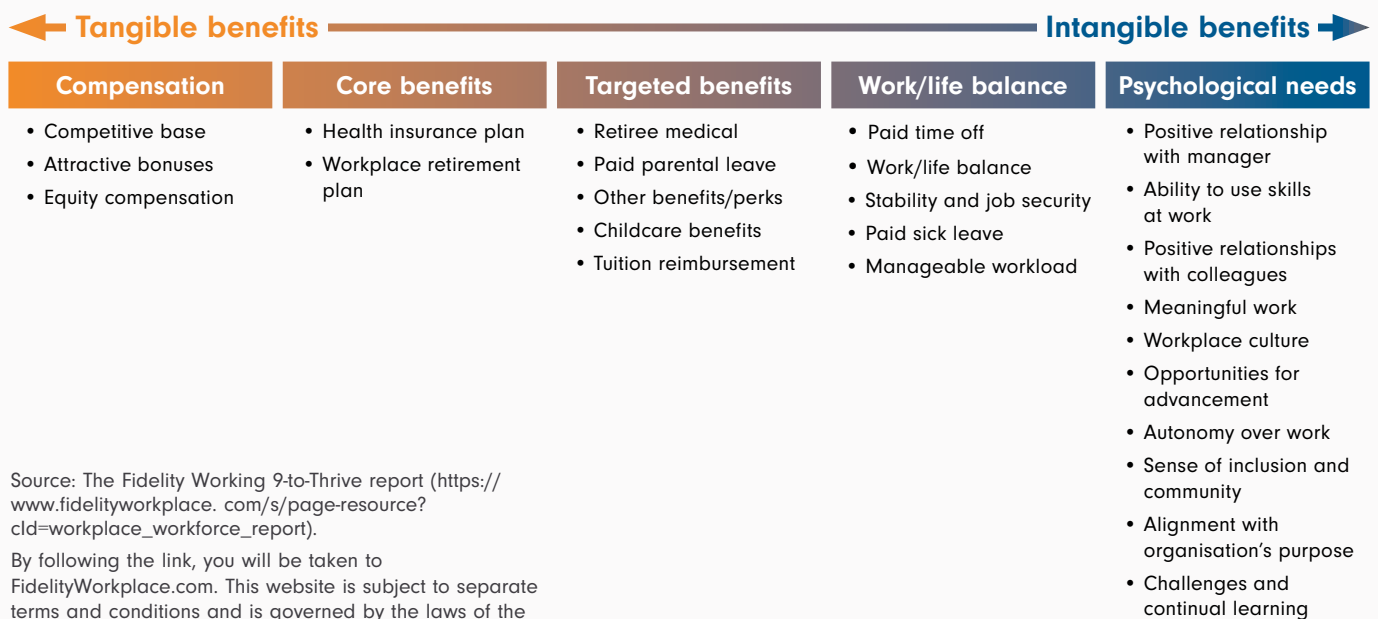 Tangible benefits
Intangible benefits
Compensation
• Competitive base
• Attractive bonuses
• Equity compensation
Core benefits
• Health insurance plan
• Workplace retirement
plan
Targeted benefits
• Retiree medical
• Paid parental leave
• Other benefits/perks
• Childcare benefits
• Tuition reimbursement
Work/life balance
• Paid time off
• Work/life balance
• Stability and job security
• Paid sick leave
• Manageable workload
Psychological needs
• Positive relationship
with manager
• Ability to use skills
at work
• Positive relationships
with colleagues
• Meaningful work
• Workplace culture
• Opportunities for
advancement
• Autonomy over work
• Sense of inclusion and
community
• Alignment with
organisation’s purpose
• Challenges and
continual learning
Source: The Fidelity Working 9-to-Thrive report (https://
www.fidelityworkplace. com/s/page-resource?
cId=workplace_workforce_report).
By following the link, you will be taken to
FidelityWorkplace.com. This website is subject to separate
terms and conditions and is governed by the laws of the